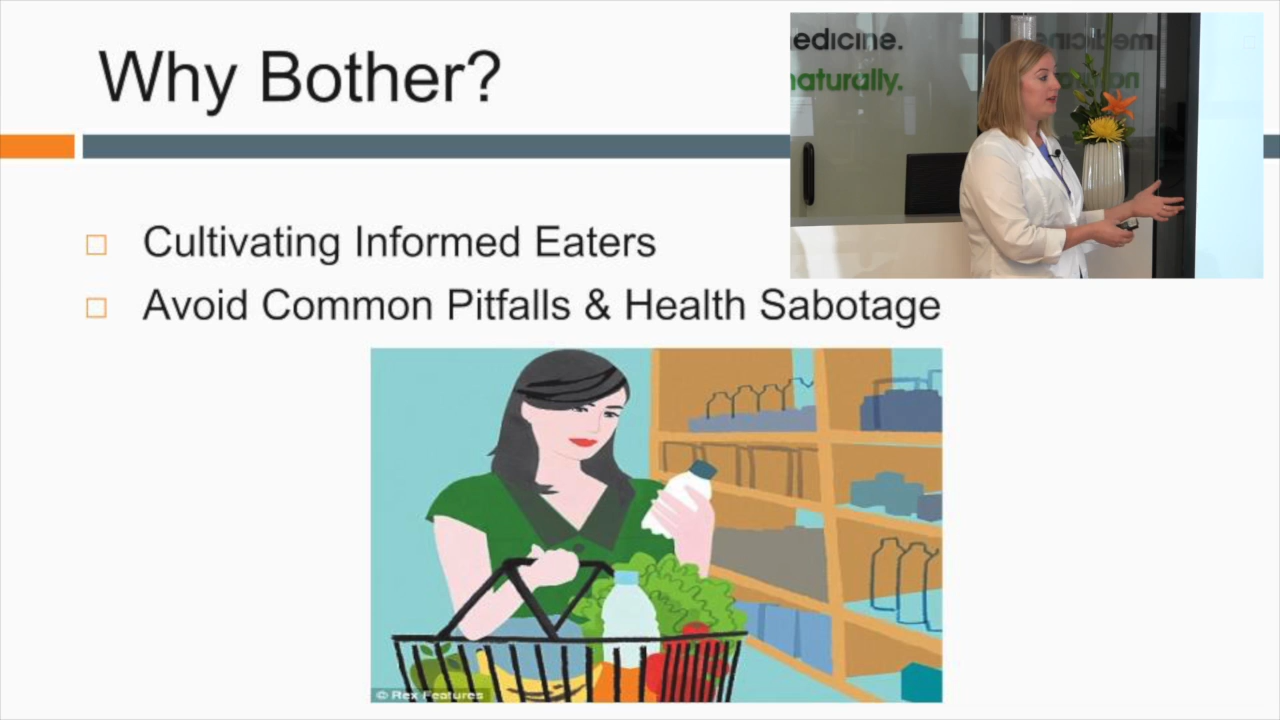 Why Bother?
edicine.
naturally.
Cultivating Informed Eaters
Avoid Common Pitfalls & Health Sabotage
© Rex Features